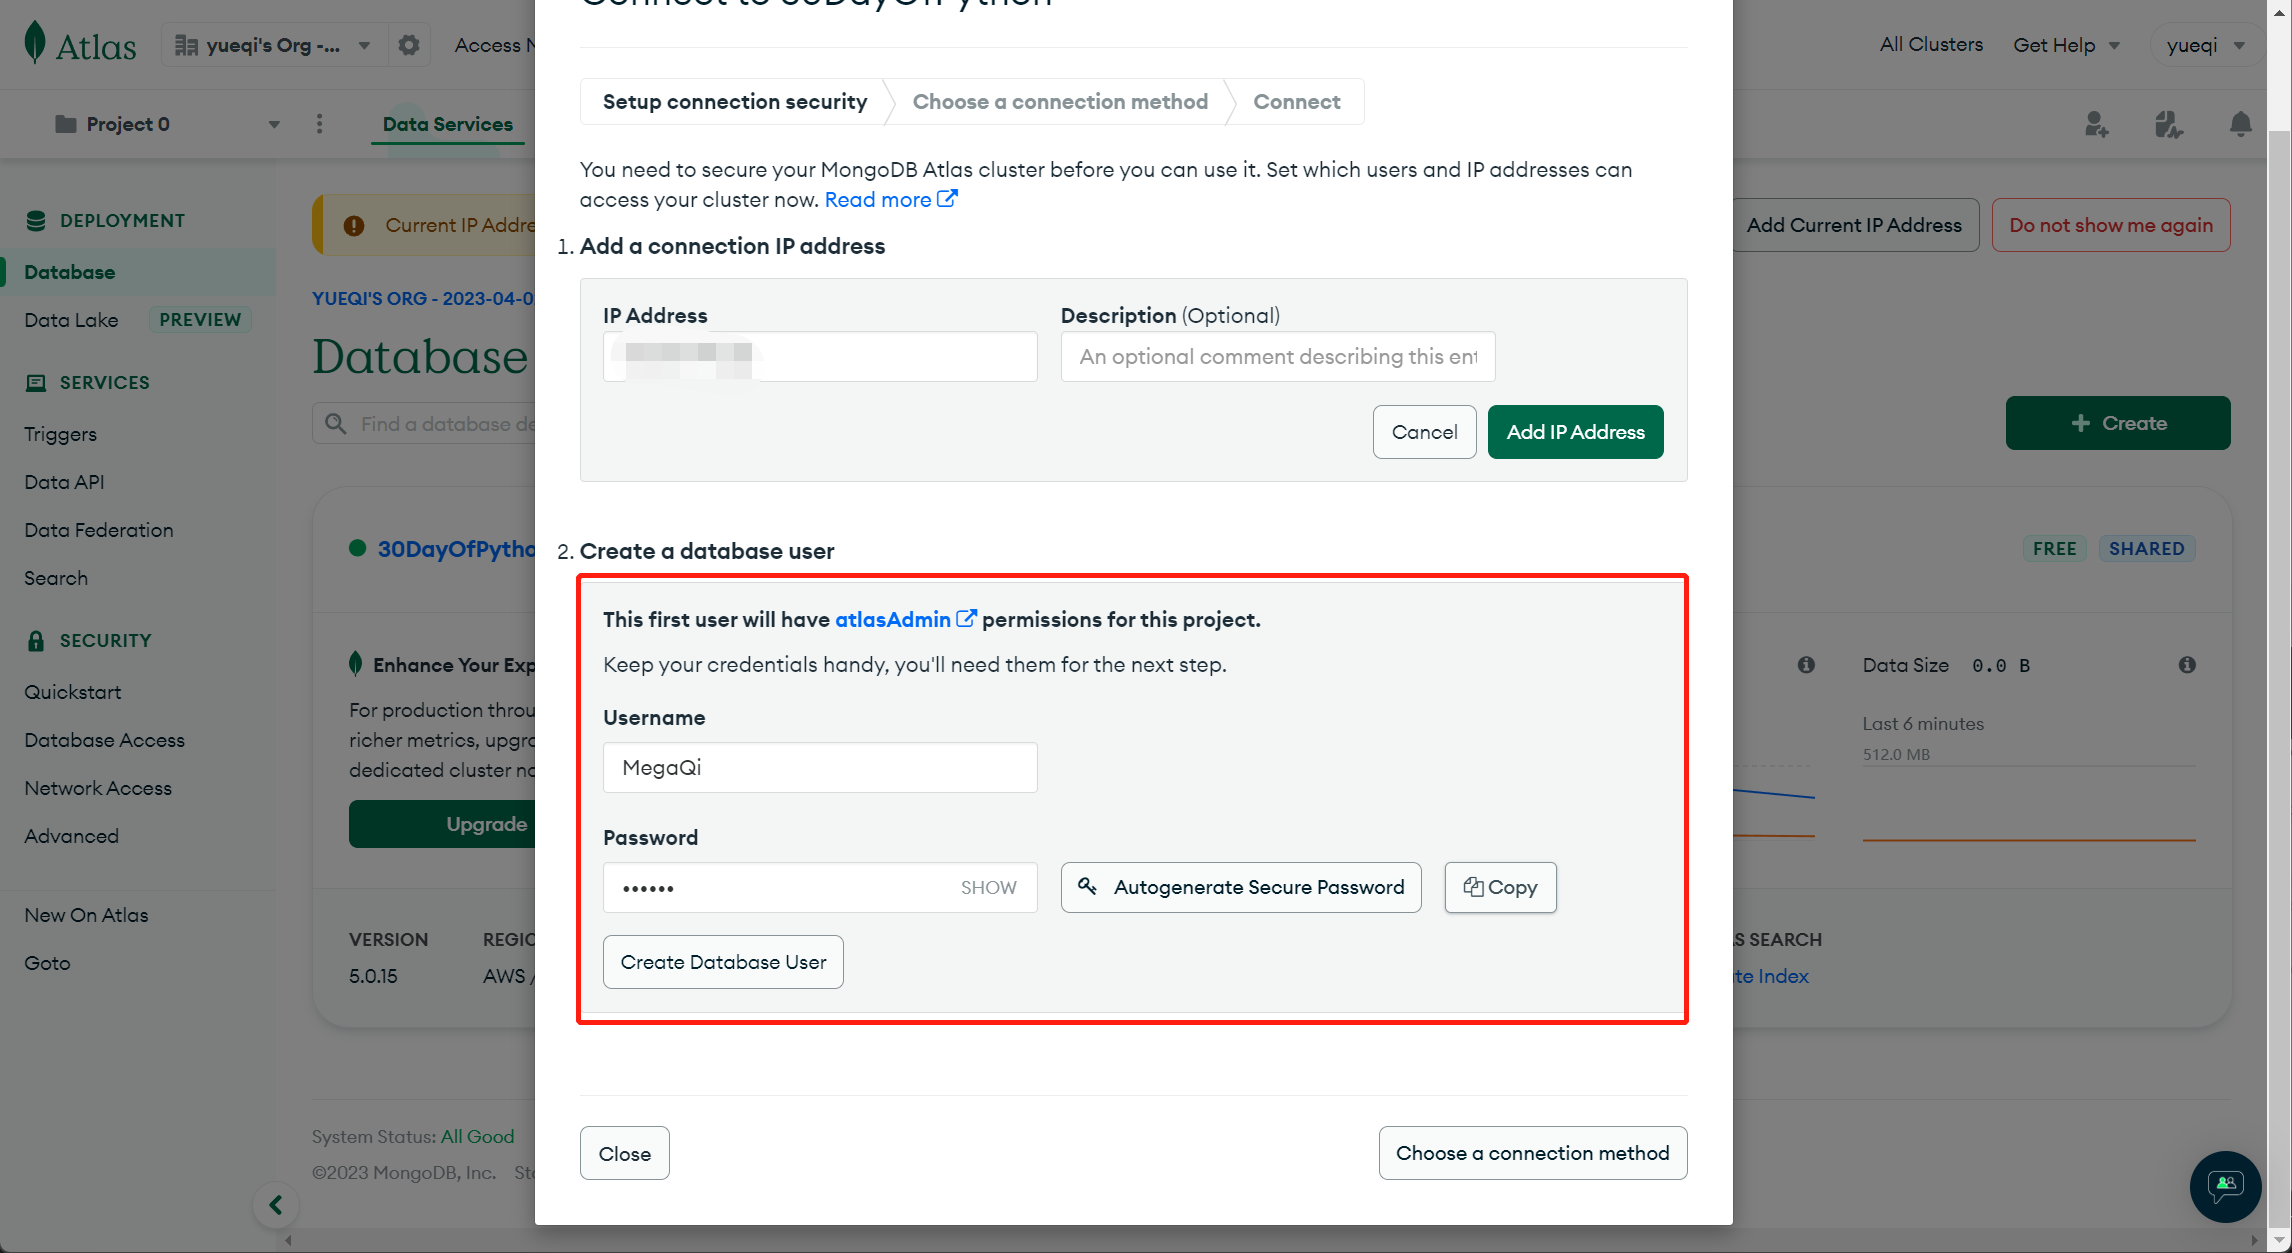 Connect to 30DayOfPython
Atlas
yueqi's Org -...
Access
All Clusters
Get Help
yueqi
Project 0
Data Services
Setup connection security
Choose a connection method
Connect
You need to secure your MongoDB Atlas cluster before you can use it. Set which users and IP addresses can
access your cluster now. Read more
Current IP Addre
Add Current IP Address
Do not show me again
DEPLOYMENT
Database
Data Lake
PREVIEW
SERVICES
Triggers
Data API
Data Federation
Search
SECURITY
Quickstart
Database Access
Network Access
Advanced
New On Atlas
Goto
YUEQI'S ORG - 2023-04-0
Database
Find a database de
+ Create
30DayOfPytho
FREE
SHARED
Enhance Your Exp
For production throu
richer metrics, upgra
dedicated cluster no
Upgrade
Data Size 0.0 B
Last 6 minutes
512.0 MB
VERSION
5.0.15
REGIO
AWS /
S SEARCH
te Index
1. Add a connection IP address
IP Address
Description (Optional)
An optional comment describing this ent
Cancel
Add IP Address
2. Create a database user
This first user will have atlasAdmin permissions for this project.
Keep your credentials handy, you'll need them for the next step.
Username
MegaQi
Password
••••••
SHOW
Autogenerate Secure Password
Copy
Create Database User
Close
Choose a connection method
System Status: All Good
©2023 MongoDB, Inc.